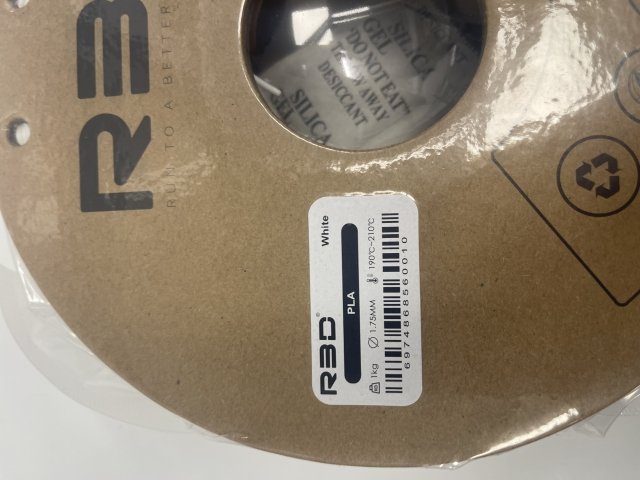 R3
RUN TO A BETTER
SILICA
GEL
"DO NOT EAT"
THROW AWAY
DESICCANT
SILICA
GEL
R3D®
White
PLA
1kg
1.75MM
190℃~210℃
6974868560010